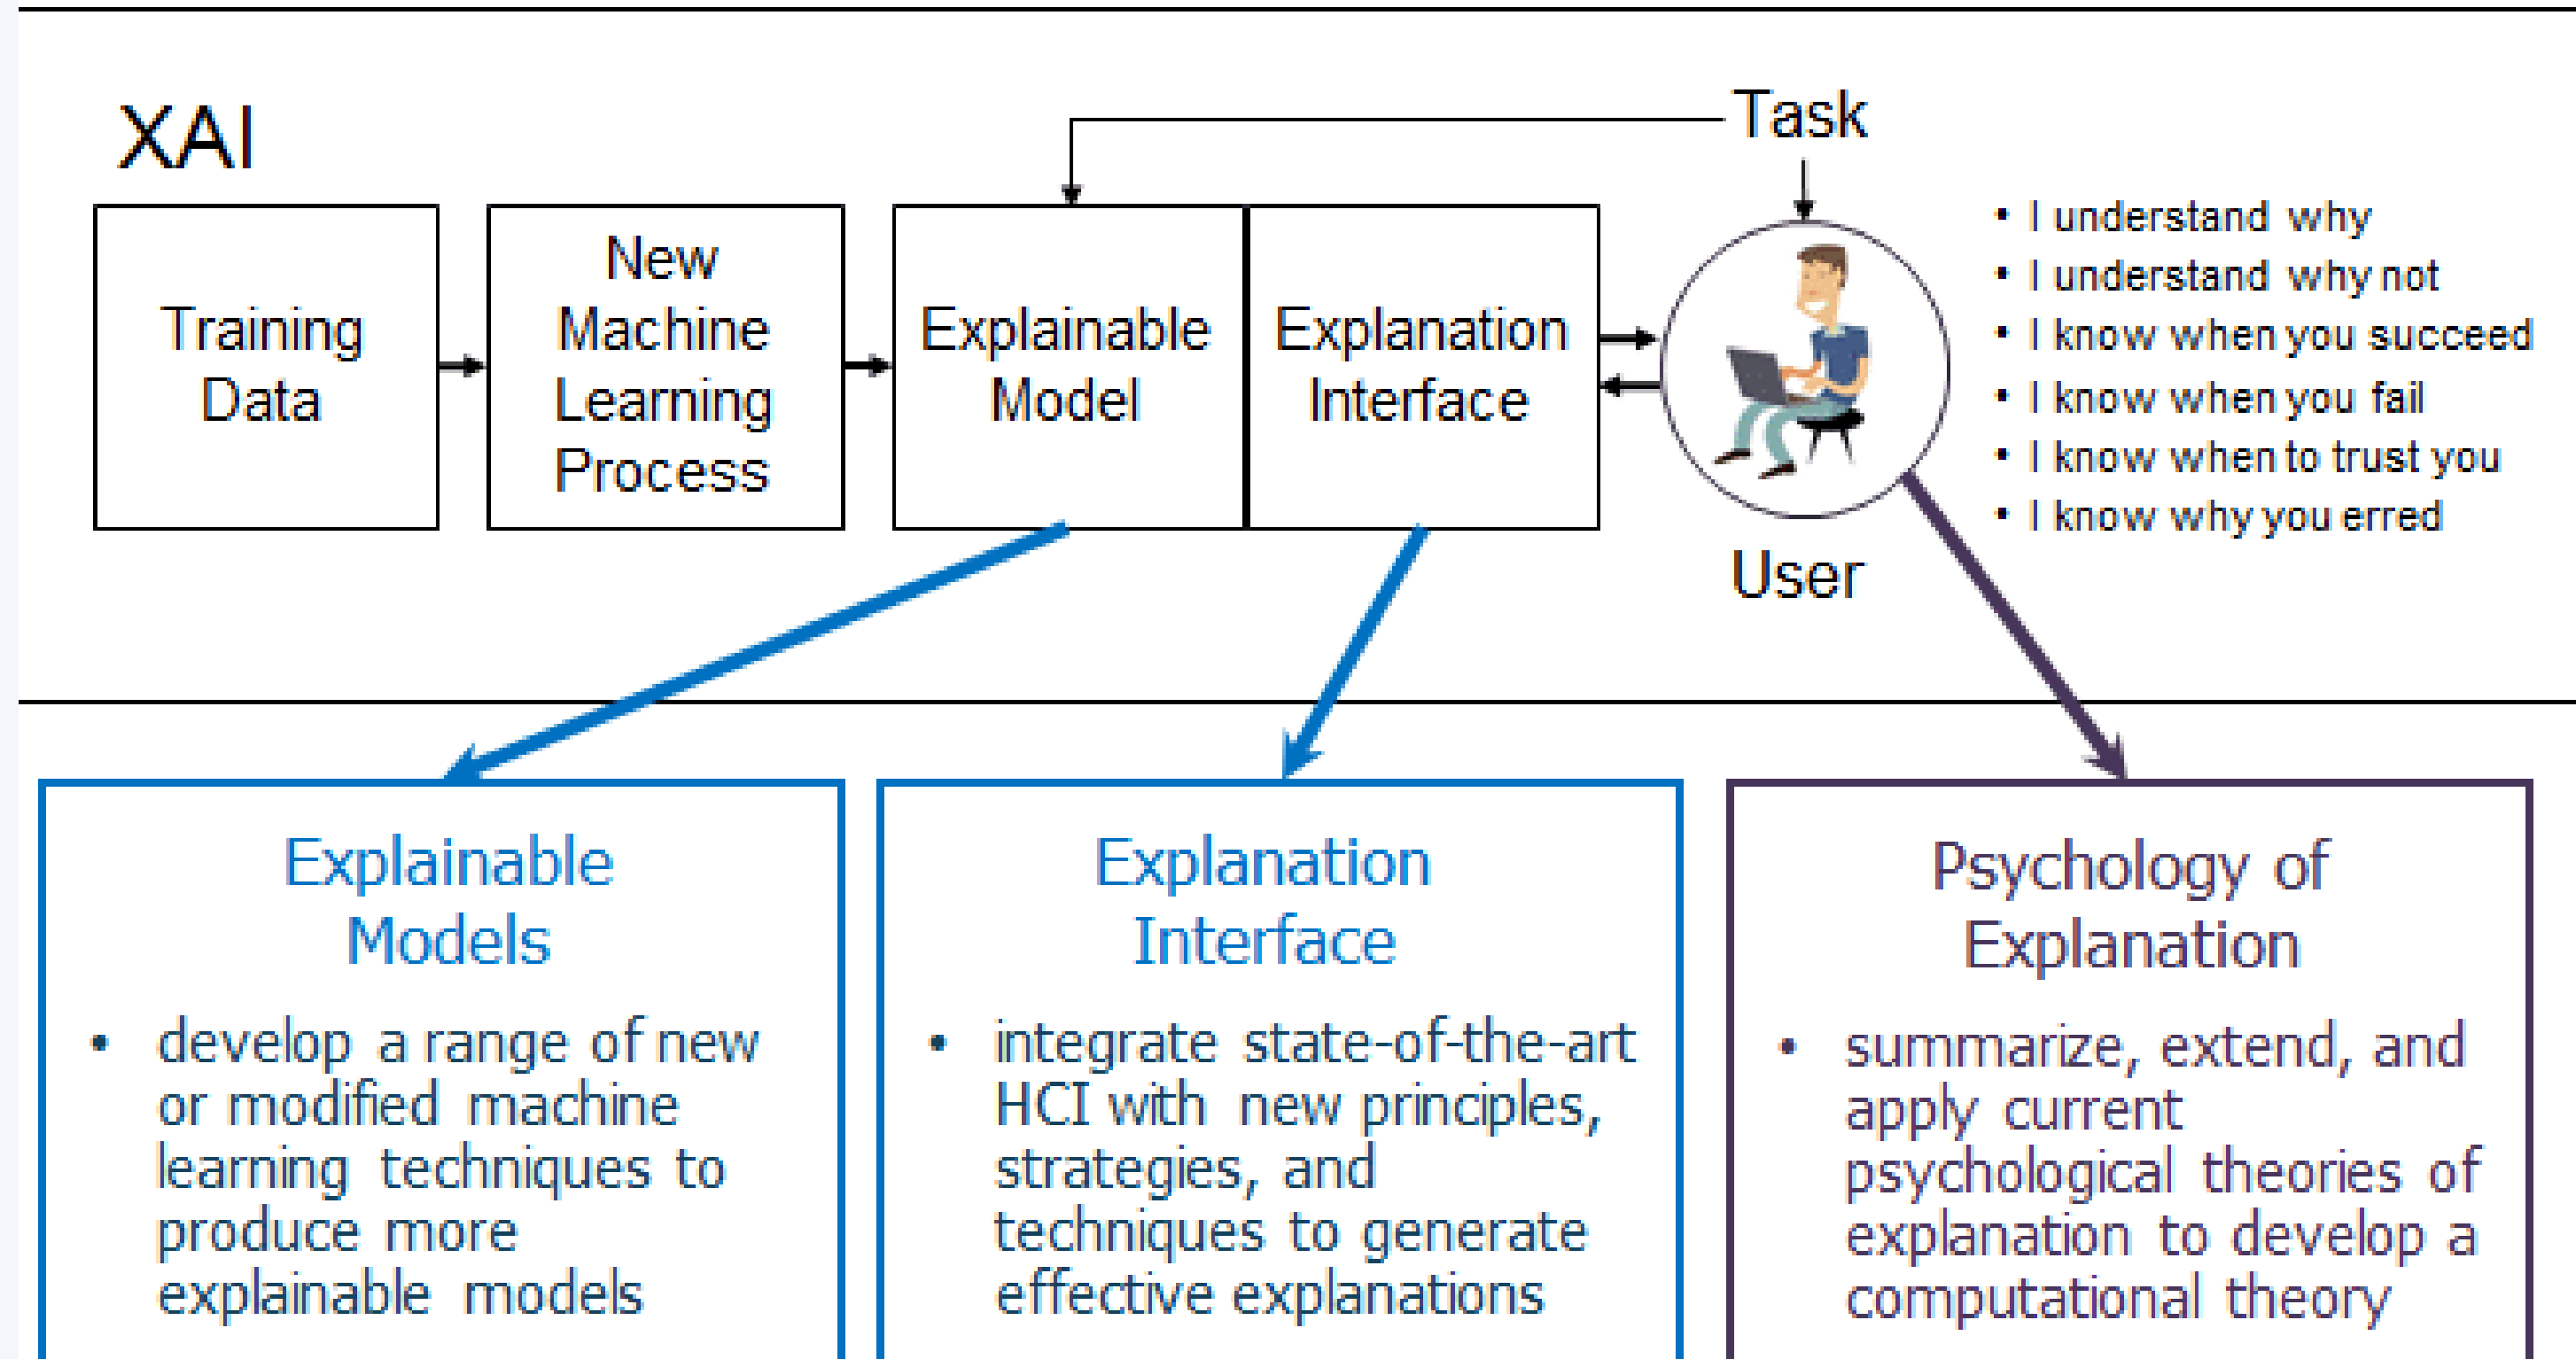 XAI
Task
Training
Data
New
Machine
Learning
Process
Explainable
Model
Explanation
Interface
User
• I understand why
• I understand why not
• I know when you succeed
• I know when you fail
• I know when to trust you
• I know why you erred
Explainable
Models
• develop a range of new
or modified machine
learning techniques to
produce more
explainable models
Explanation
Interface
• integrate state-of-the-art
HCI with new principles,
strategies, and
techniques to generate
effective explanations
Psychology of
Explanation
• summarize, extend, and
apply current
psychological theories of
explanation to develop a
computational theory